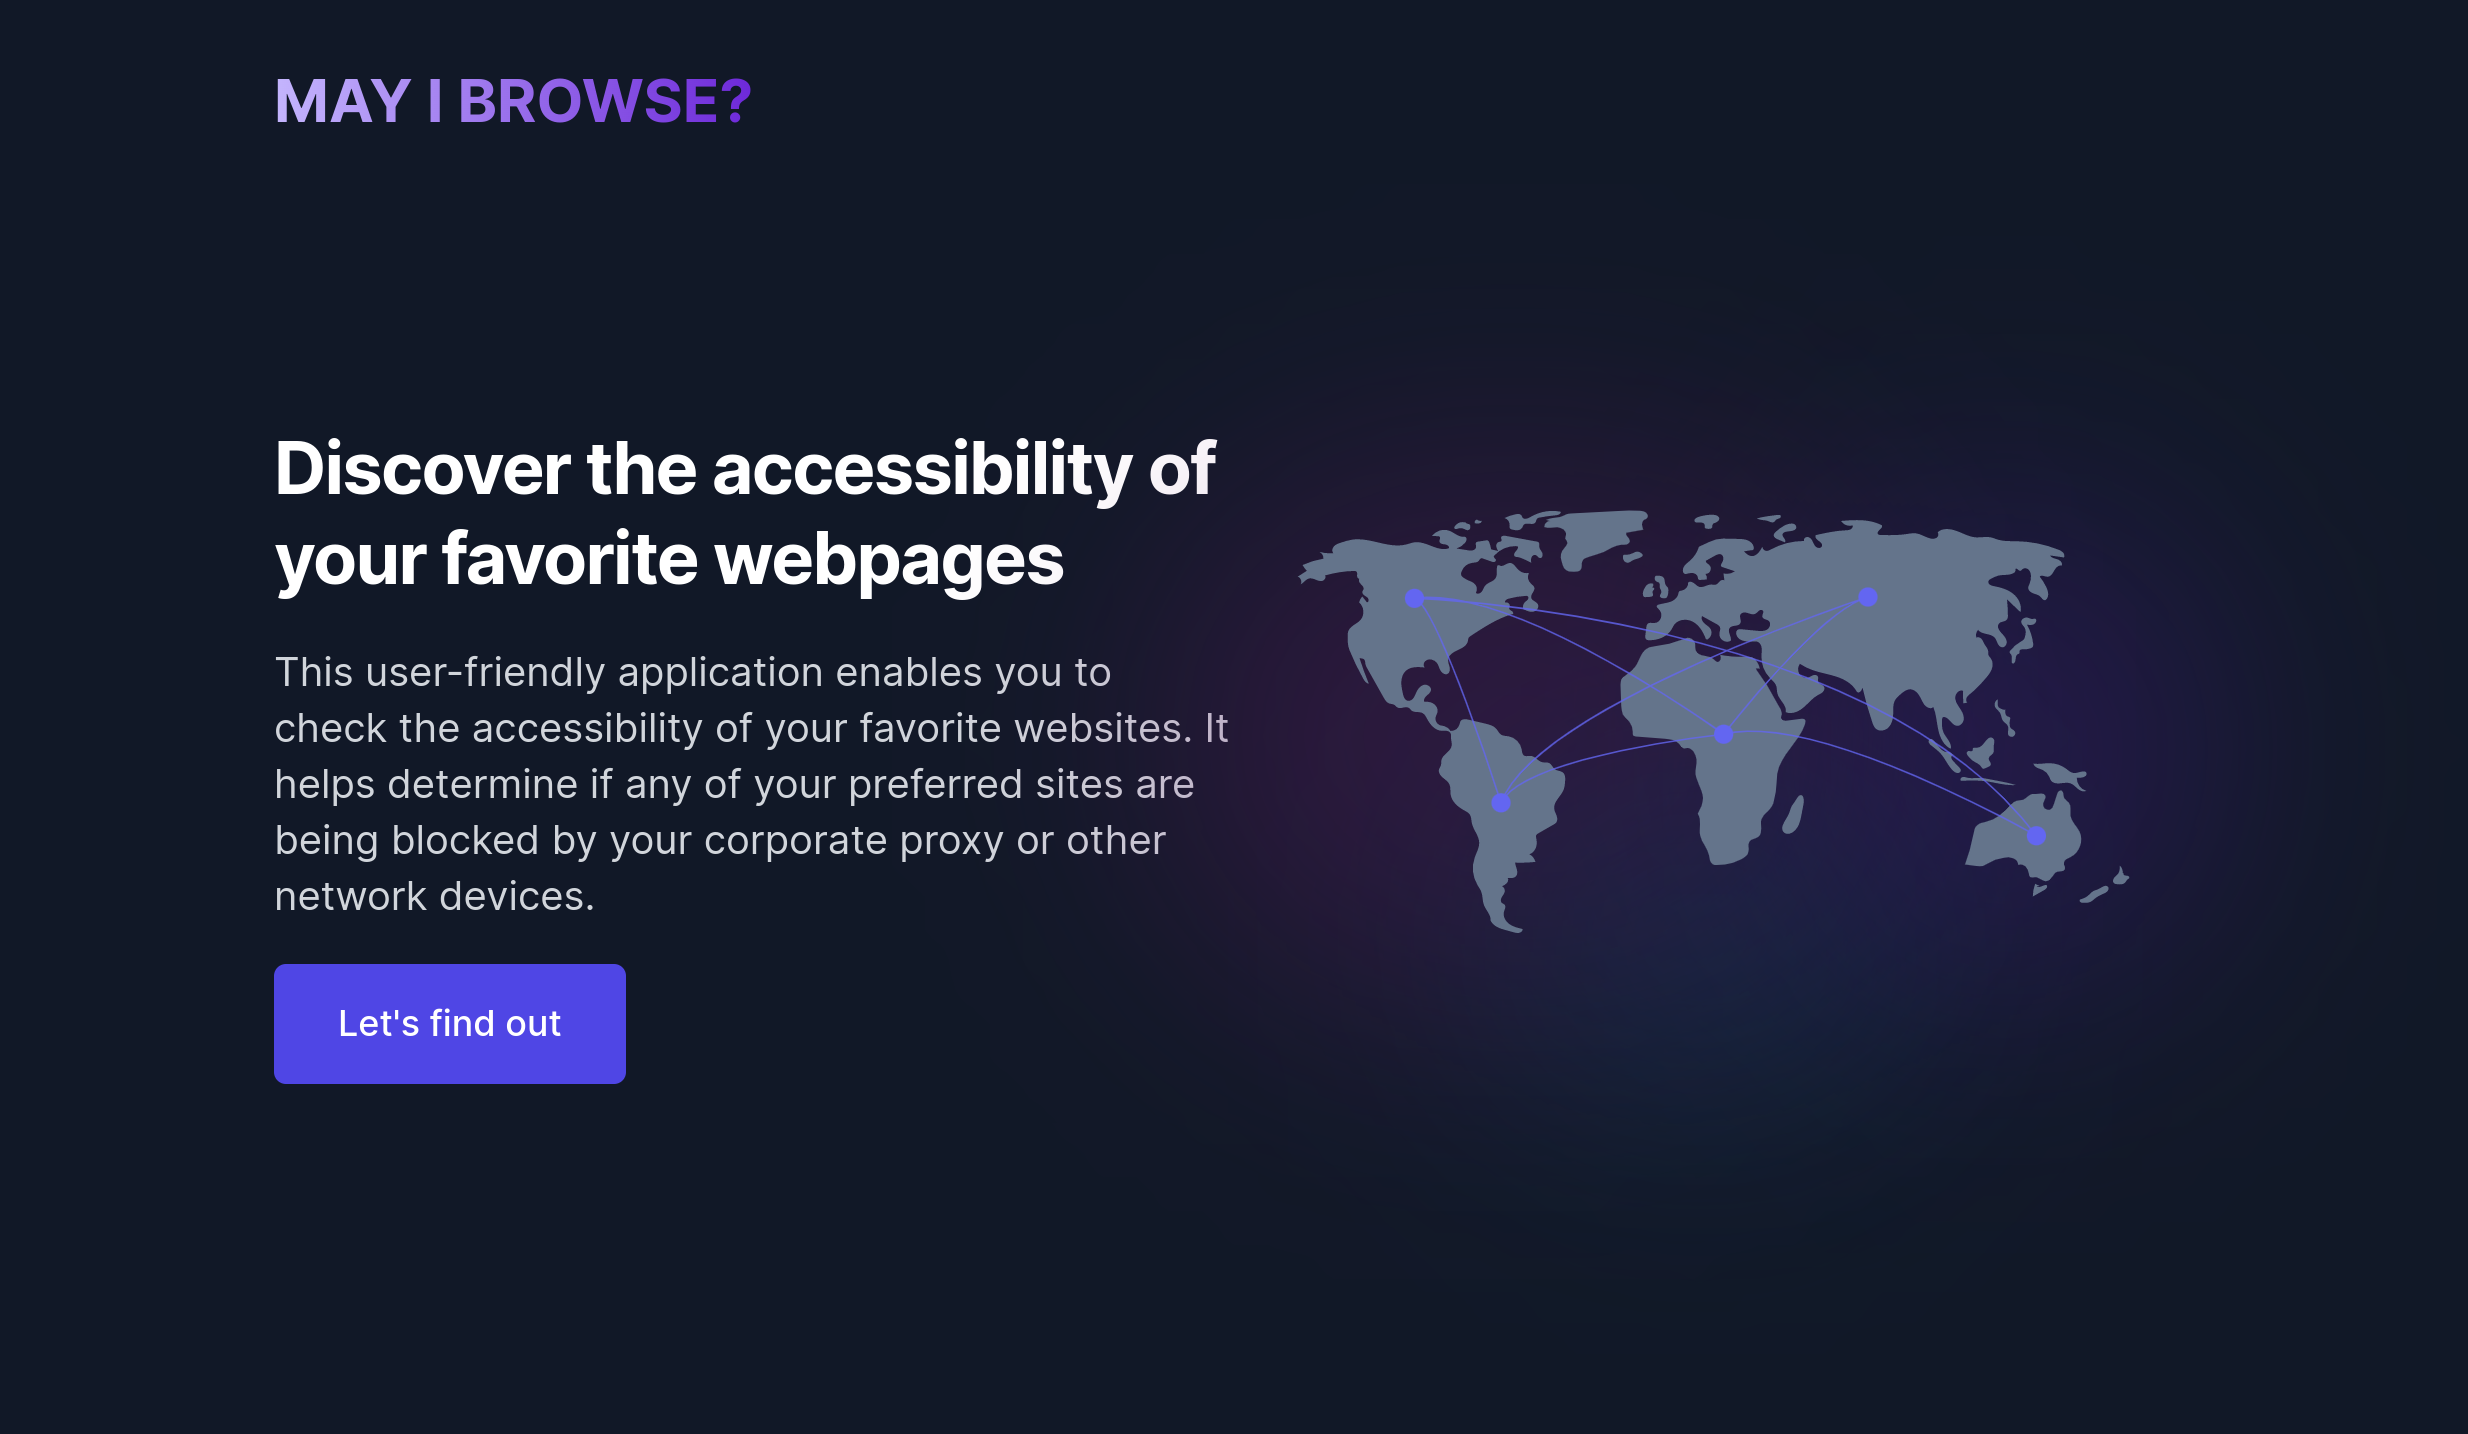 MAY I BROWSE?
Discover the accessibility of
your favorite webpages
This user-friendly application enables you to
check the accessibility of your favorite websites. It
helps determine if any of your preferred sites are
being blocked by your corporate proxy or other
network devices.
Let's find out